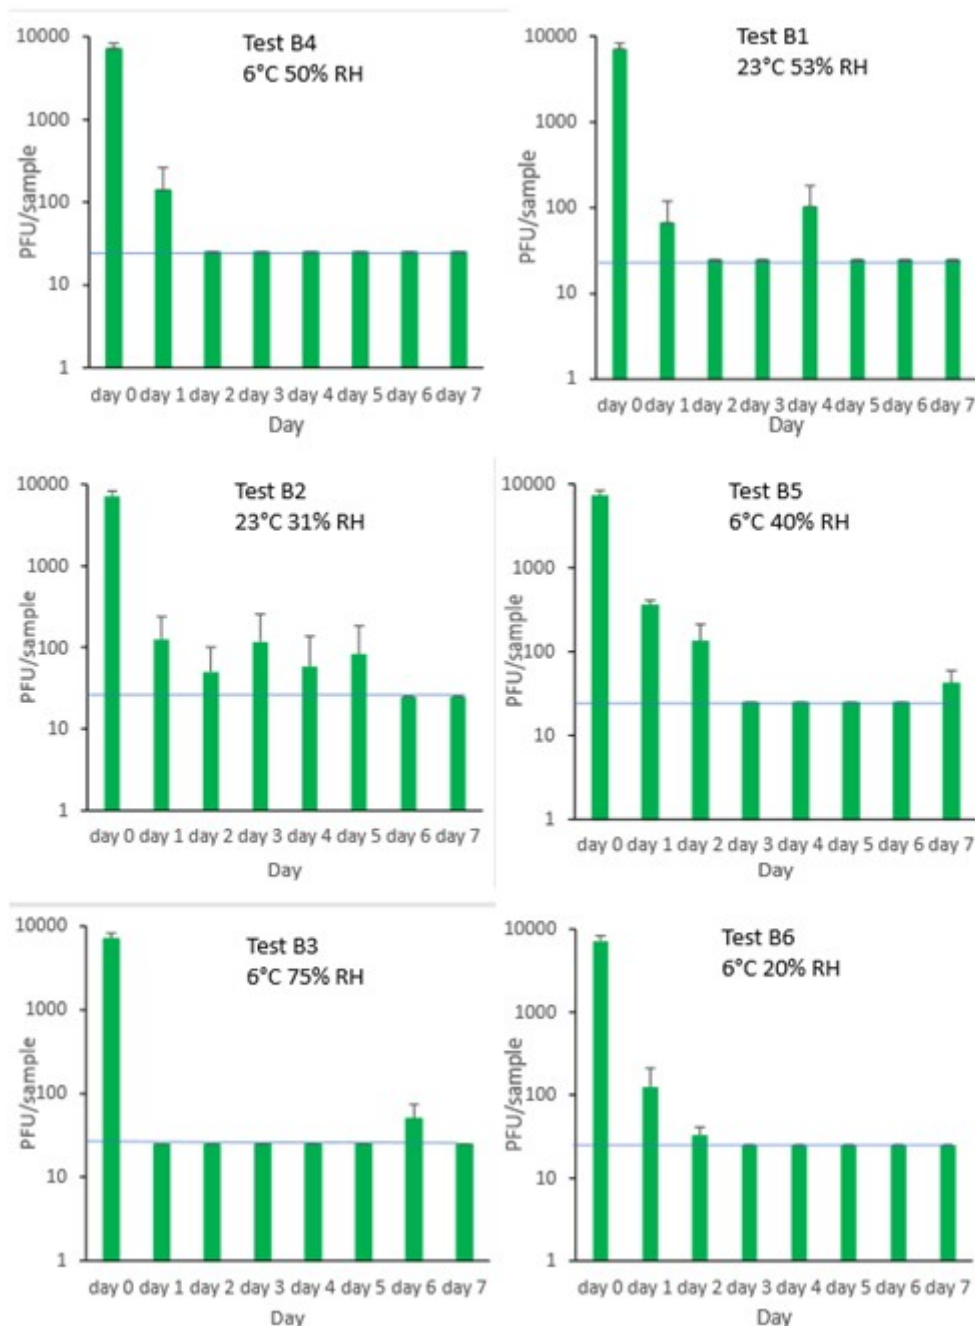 Test B4
6°C 50% RH
10000
1000
100
10
1
PFU/sample
day 0 day 1 day 2 day 3 day 4 day 5 day 6 day 7
Day
Test B1
23°C 53% RH
10000
1000
100
10
1
PFU/sample
day 0 day 1 day 2 day 3 day 4 day 5 day 6 day 7
Day
Test B2
23°C 31% RH
10000
1000
100
10
1
PFU/sample
day 0 day 1 day 2 day 3 day 4 day 5 day 6 day 7
Day
Test B5
6°C 40% RH
10000
1000
100
10
1
PFU/sample
day 0 day 1 day 2 day 3 day 4 day 5 day 6 day 7
Day
Test B3
6°C 75% RH
10000
1000
100
10
1
PFU/sample
day 0 day 1 day 2 day 3 day 4 day 5 day 6 day 7
Day
Test B6
6°C 20% RH
10000
1000
100
10
1
PFU/sample
day 0 day 1 day 2 day 3 day 4 day 5 day 6 day 7
Day